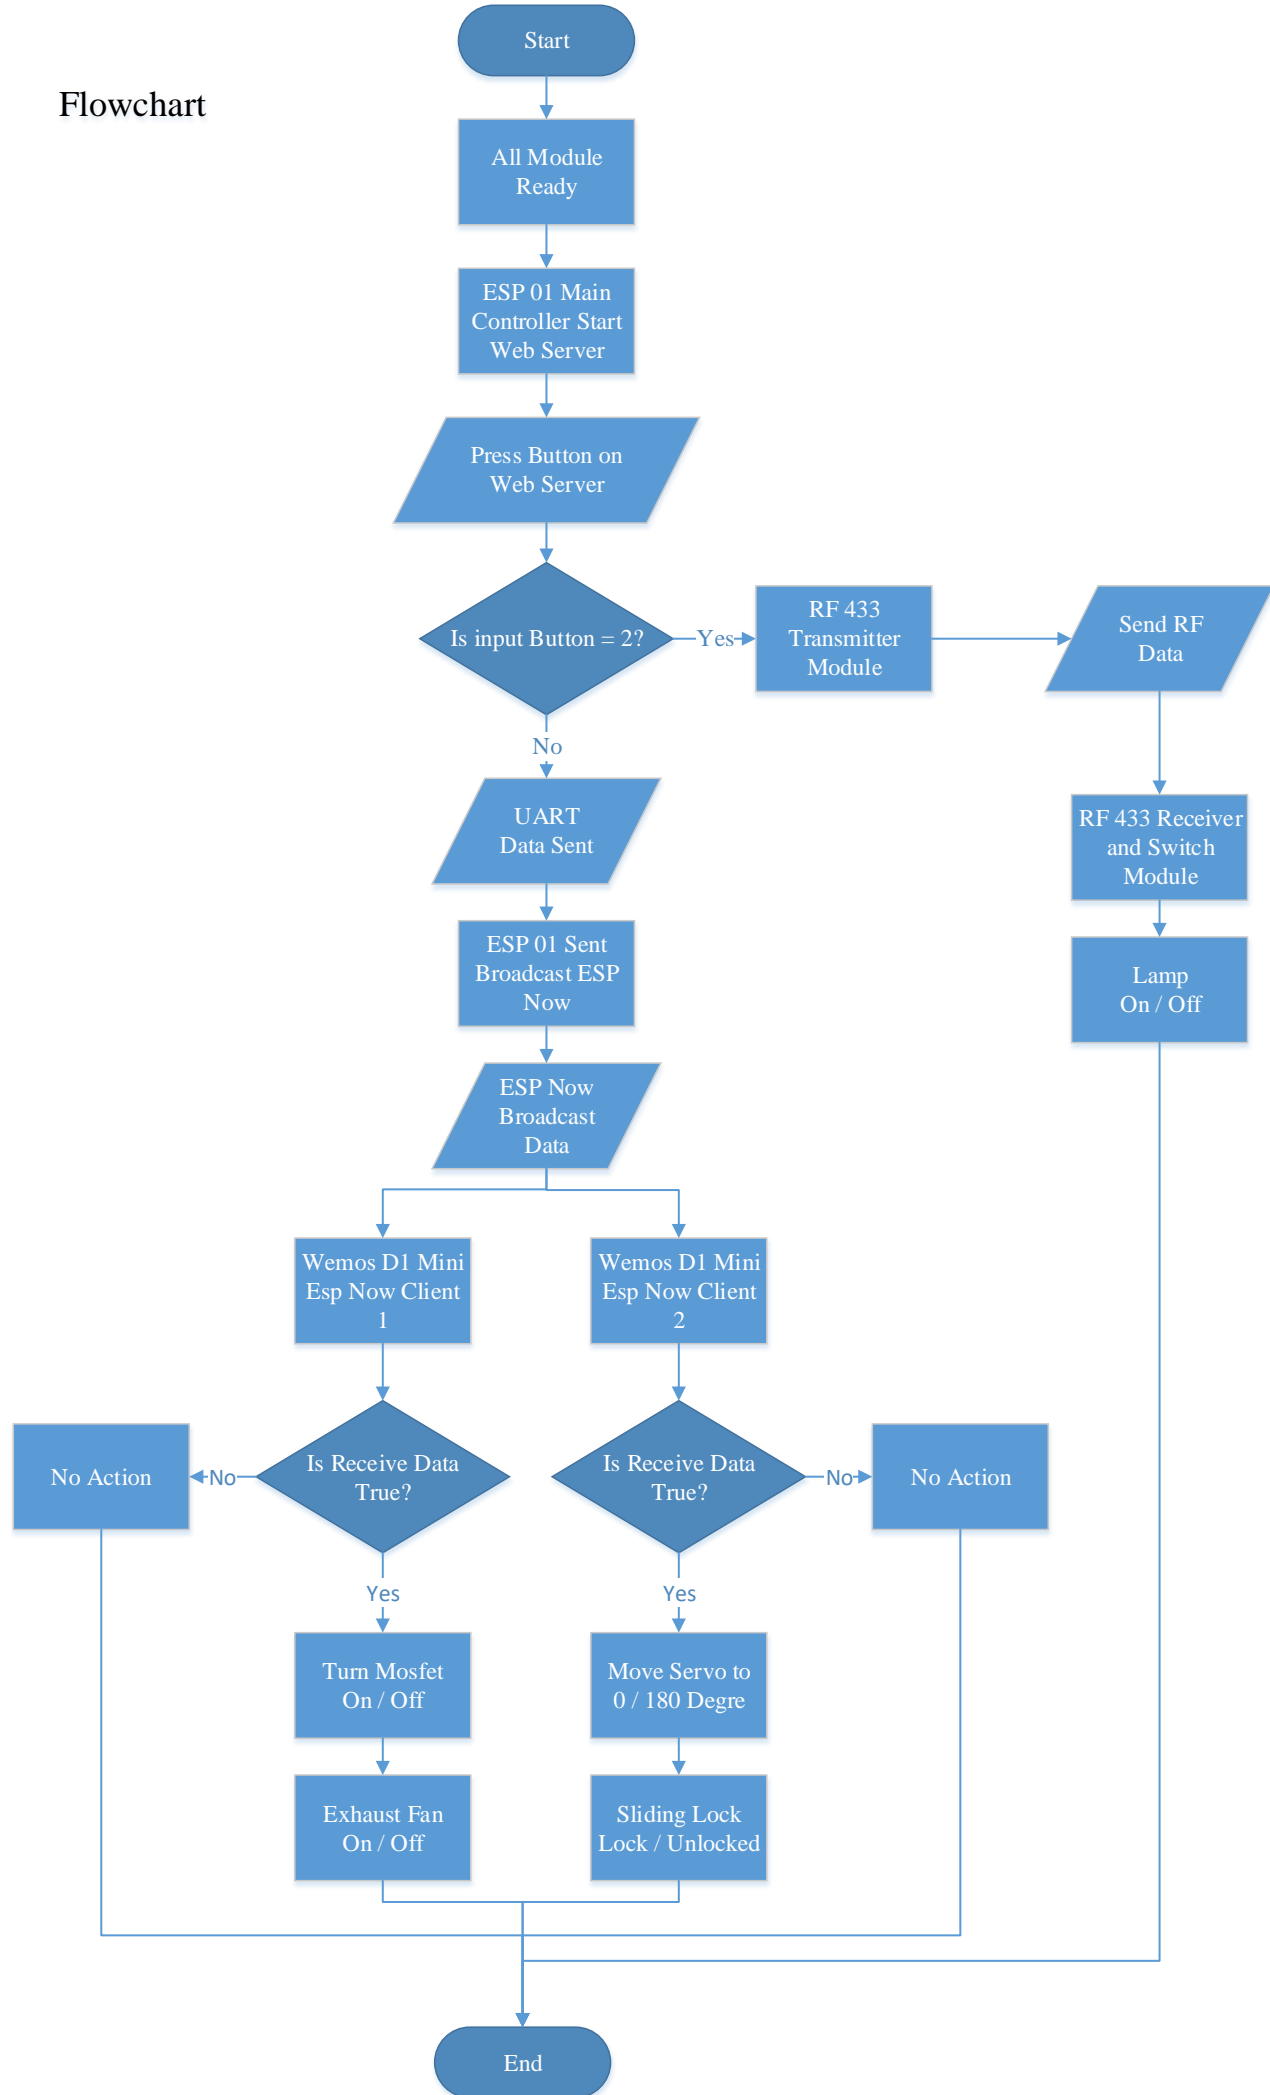 Start
Flowchart
All Module
Ready
ESP 01 Main
Controller Start
Web Server
Press Button on
Web Server
Is input Button = 2?
Yes
RF 433
Transmitter
Module
Send RF
Data
No
UART
Data Sent
RF 433 Receiver
and Switch
Module
ESP 01 Sent
Broadcast ESP
Now
Lamp
On / Off
ESP Now
Broadcast
Data
Wemos D1 Mini
Esp Now Client
1
Wemos D1 Mini
Esp Now Client
2
No Action
No
Is Receive Data
True?
Is Receive Data
True?
No
No Action
Yes
Yes
Turn Mosfet
On / Off
Move Servo to
0 / 180 Degre
Exhaust Fan
On / Off
Sliding Lock
Lock / Unlocked
End